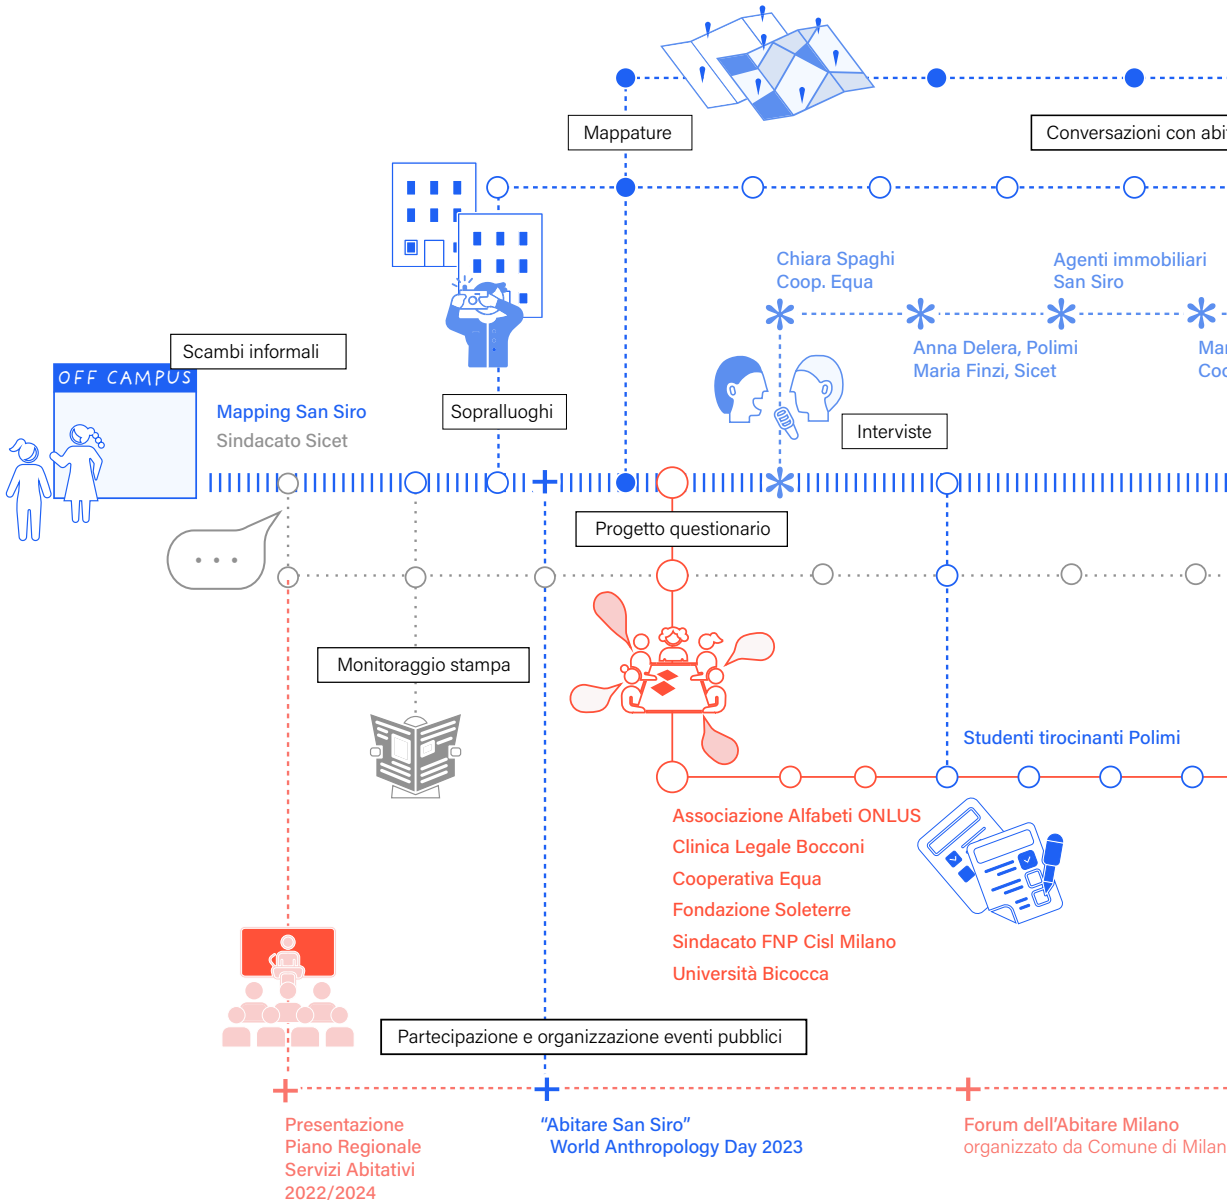 Mappature
Conversazioni con
Chiara Spaghi
Coop. Equa
Agenti immobiliari
San Siro
Anna Delera, Polimi
Maria Finzi, Sicet
Scambi informali
OFF CAMPUS
Mapping San Siro
Sindacato Sicet
Sopralluoghi
Interviste
Progetto questionario
Monitoraggio stampa
Studenti tirocinanti Polimi
Associazione Alfabeti ONLUS
Clinica Legale Bocconi
Cooperativa Equa
Fondazione Soleterre
Sindacato FNP Cisl Milano
Università Bicocca
Partecipazione e organizzazione eventi pubblici
Presentazione
Piano Regionale
Servizi Abitativi
2022/2024
“Abitare San Siro”
World Anthropology Day 2023
Forum dell'Abitare Milano
organizzato da Comune di